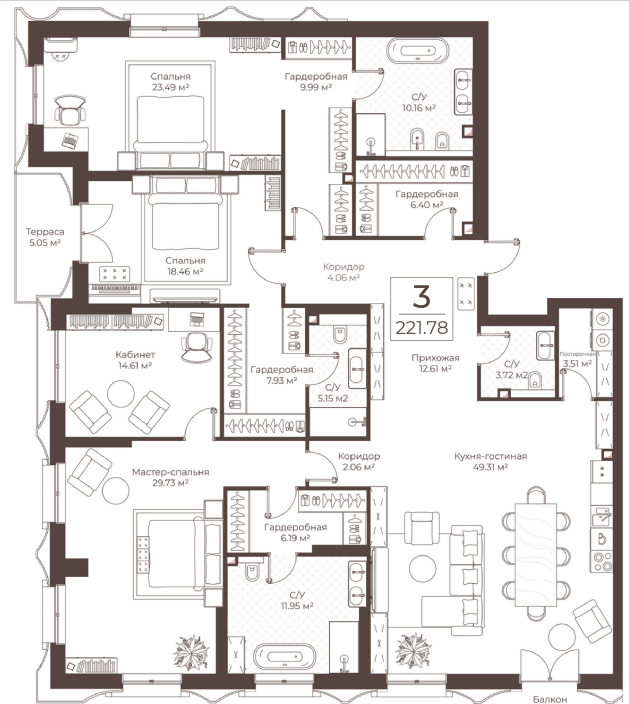 Спальня
23.49 м²
Гардеробная
9.99 м²
С/У
10.16 м²
Гардеробная
6.40 м²
Терраса
5.05 м²
Спальня
18.46 м²
Коридор
4.06 м²
3
221.78
Кабинет
14.61 м²
Гардеробная
7.93 м²
С/У
5.15 м2
Прихожая
12.61 м²
С/У
3.72 м2
Постирочная
3.51 м²
Мастер-спальня
29.73 м²
Коридор
2.06 м²
Кухня-гостиная
49.31 м²
Гардеробная
6.19 м²
С/У
11.95 м²
Балкон